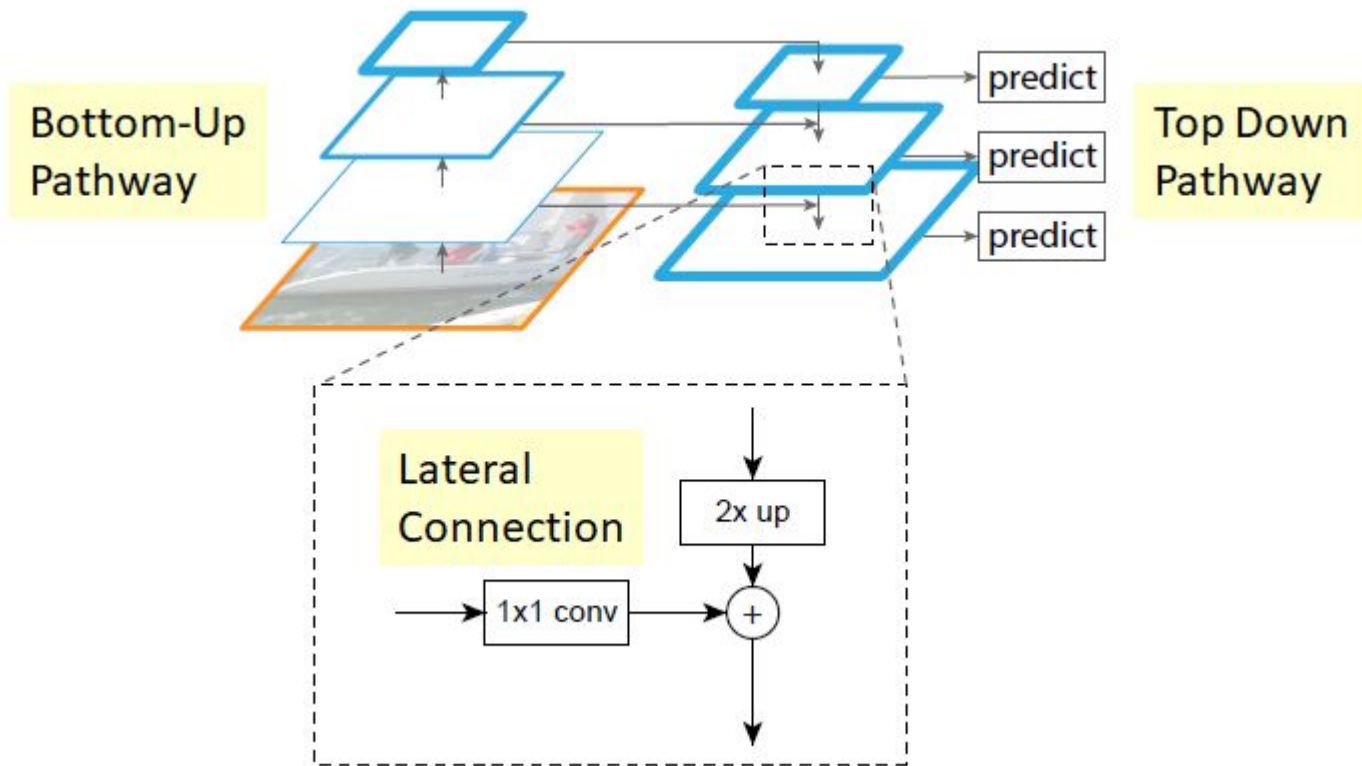 Bottom-Up
Pathway
predict
predict
predict
Top Down
Pathway
Lateral
Connection
2x up
1x1 conv
+